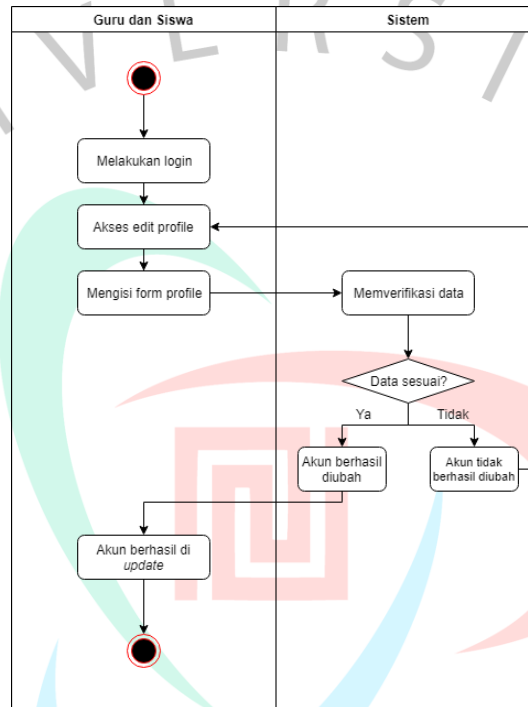 Guru dan Siswa
Sistem
VERSI
Melakukan login
Akses edit profile
Mengisi form profile
Memverifikasi data
Data sesuai?
Ya
Tidak
Akun berhasil
diubah
Akun tidak
berhasil diubah
Akun berhasil di
update